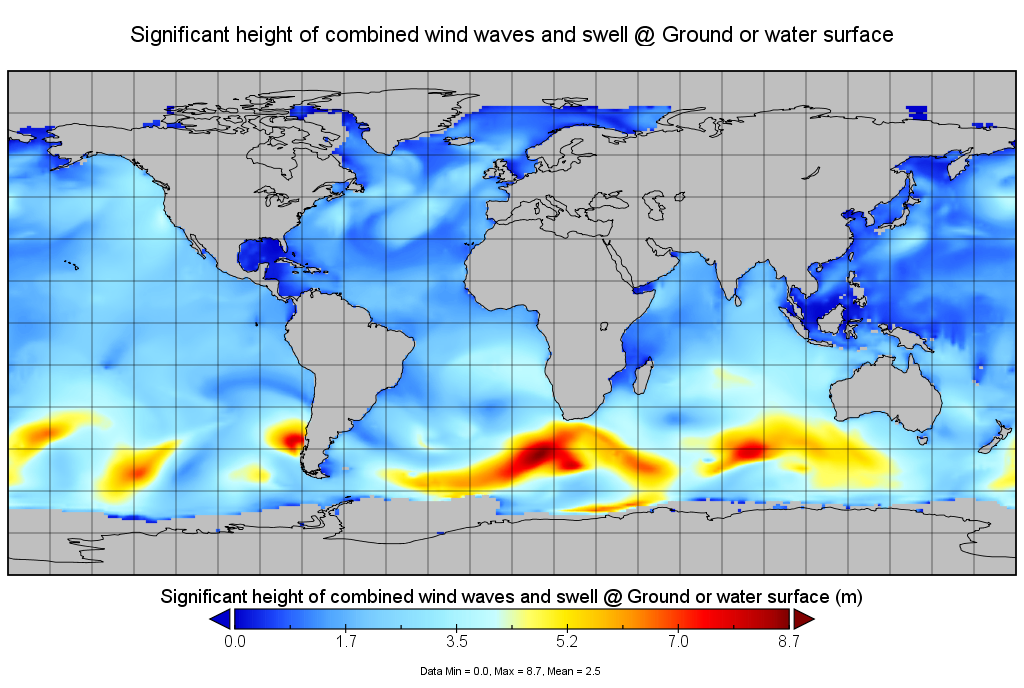 Significant height of combined wind waves and swell @ Ground or water surface
Significant height of combined wind waves and swell @ Ground or water surface (m)
0.0 1.7 3.5 5.2 7.0 8.7
Data Min = 0.0, Max = 8.7, Mean = 2.5